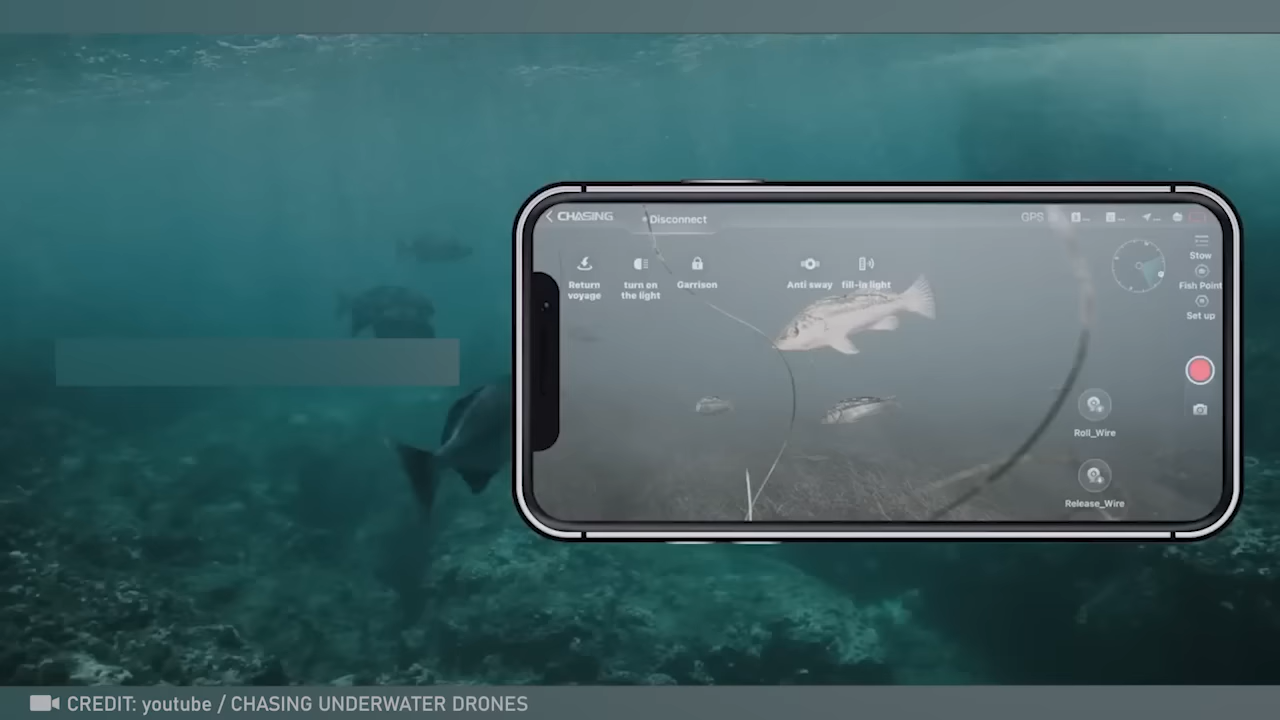 CHASING
Disconnect
GPS
Return
voyage
turn on
the light
Garrison
Anti sway
fill-in light
Stow
Fish Point
Set up
Roll_Wire
Release_Wire
CREDIT: youtube / CHASING UNDERWATER DRONES